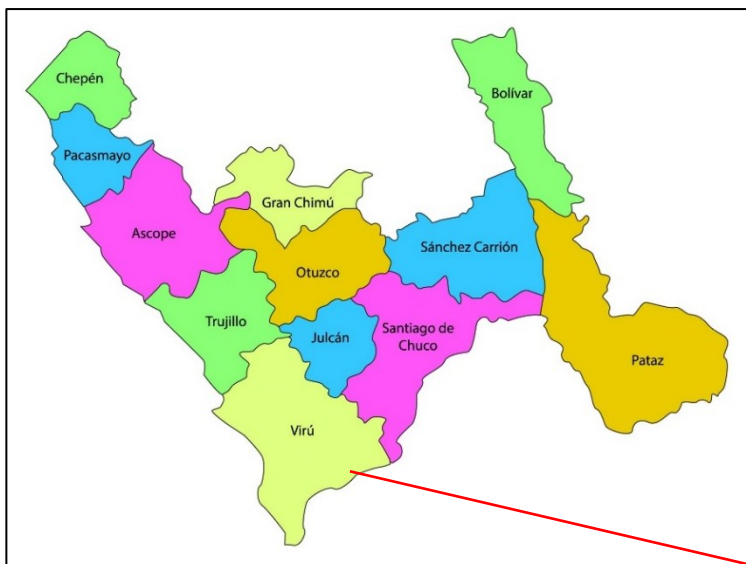 Chepén
Bolívar
Pacasmayo
Gran Chimú
Ascope
Sánchez Carrión
Otuzco
Trujillo
Julcán
Santiago de
Chuco
Pataz
Virú